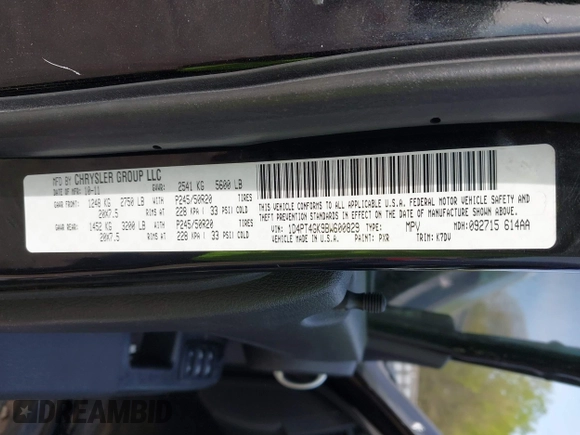 MFD BY CHRYSLER GROUP LLC
DATE OF MFR: 10-11 GVWR: 2541 KG 5600 LB
GAWR FRONT: 1248 KG 2750 LB WITH P245/50R20 TIRES
20X7.5 RIMS AT 228 KPA / 33 PSI COLD
GAWR REAR: 1452 KG 3200 LB WITH P245/50R20 TIRES
20X7.5 RIMS AT 228 KPA / 33 PSI COLD
THIS VEHICLE CONFORMS TO ALL APPLICABLE U.S.A. FEDERAL MOTOR VEHICLE SAFETY AND
THEFT PREVENTION STANDARDS IN EFFECT ON THE DATE OF MANUFACTURE SHOWN ABOVE.
VIN: 1D4PT4GK9BW600829 TYPE: MPV MDH: 092715 614AA
VEHICLE MADE IN U.S.A. PAINT: PXR TRIM: K7DV
DREAMBID